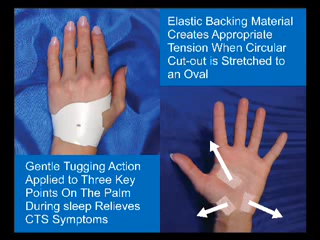 Elastic Backing Material
Creates Appropriate
Tension When Circular
Cut-out is Stretched to
an Oval
Gentle Tugging Action
Applied to Three Key
Points On The Palm
During sleep Relieves
CTS Symptoms